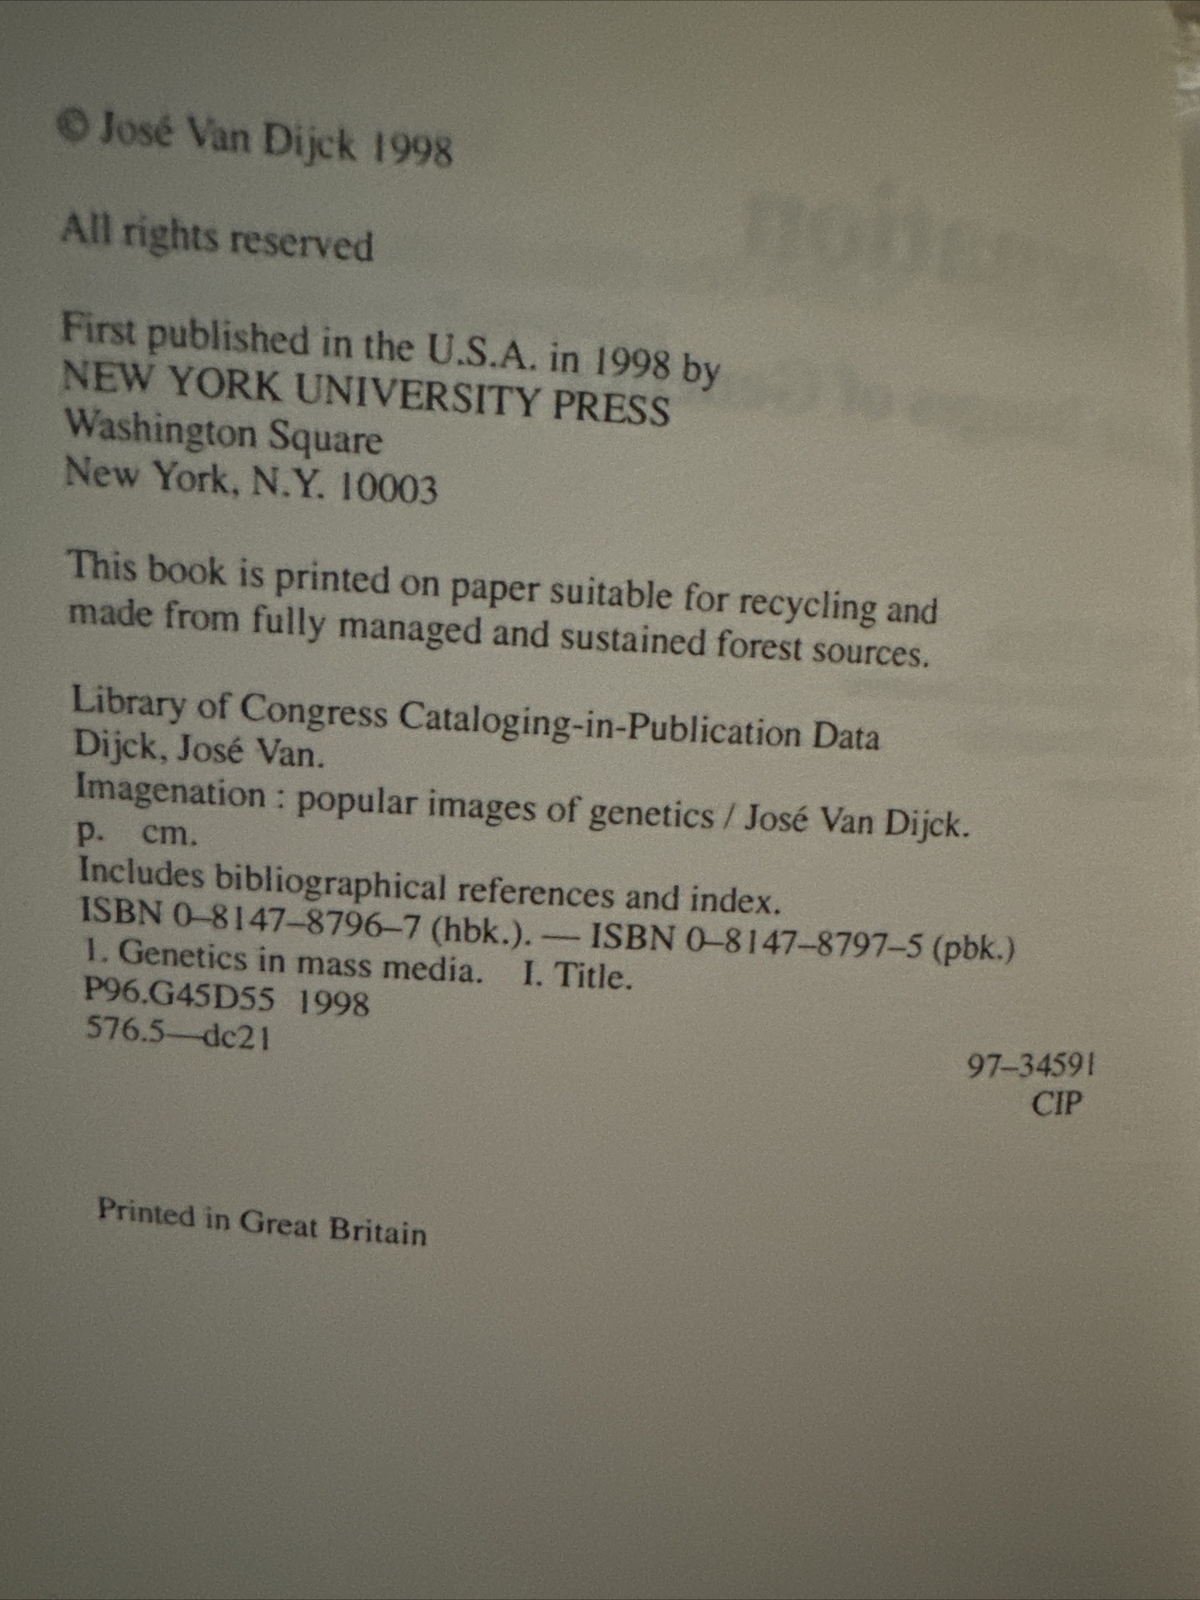 © José Van Dijck 1998
All rights reserved
First published in the U.S.A. in 1998 by
NEW YORK UNIVERSITY PRESS
Washington Square
New York, N.Y. 10003
This book is printed on paper suitable for recycling and
made from fully managed and sustained forest sources.
Library of Congress Cataloging-in-Publication Data
Dijck, José Van.
Imagenation : popular images of genetics / José Van Dijck.
p. cm.
Includes bibliographical references and index.
ISBN 0–8147–8796–7 (hbk.). — ISBN 0–8147–8797–5 (pbk.)
1. Genetics in mass media. I. Title.
P96.G45D55 1998
576.5—dc21
97–34591
CIP
Printed in Great Britain